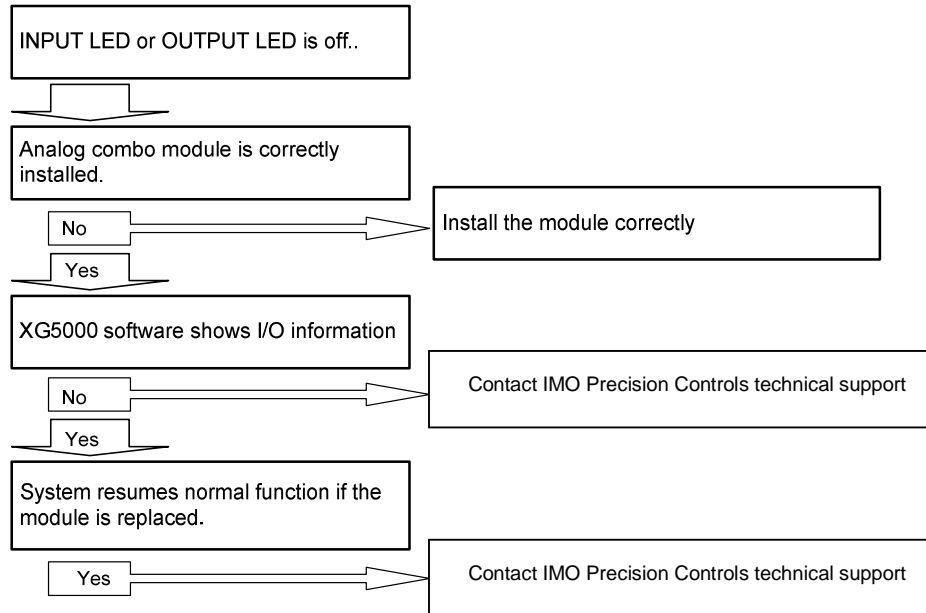 INPUT LED or OUTPUT LED is off..
Analog combo module is correctly
installed.
No
Install the module correctly
Yes
XG5000 software shows I/O information
No
Contact IMO Precision Controls technical support
Yes
System resumes normal function if the
module is replaced.
Yes
Contact IMO Precision Controls technical support